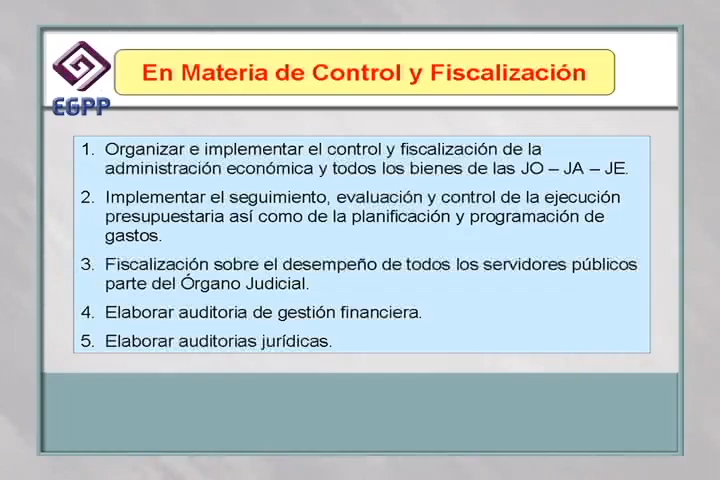 En Materia de Control y Fiscalización
EGPP
1. Organizar e implementar el control y fiscalización de la
administración económica y todos los bienes de las JO – JA – JE.
2. Implementar el seguimiento, evaluación y control de la ejecución
presupuestaria así como de la planificación y programación de
gastos.
3. Fiscalización sobre el desempeño de todos los servidores públicos
parte del Órgano Judicial.
4. Elaborar auditoria de gestión financiera.
5. Elaborar auditorias jurídicas.